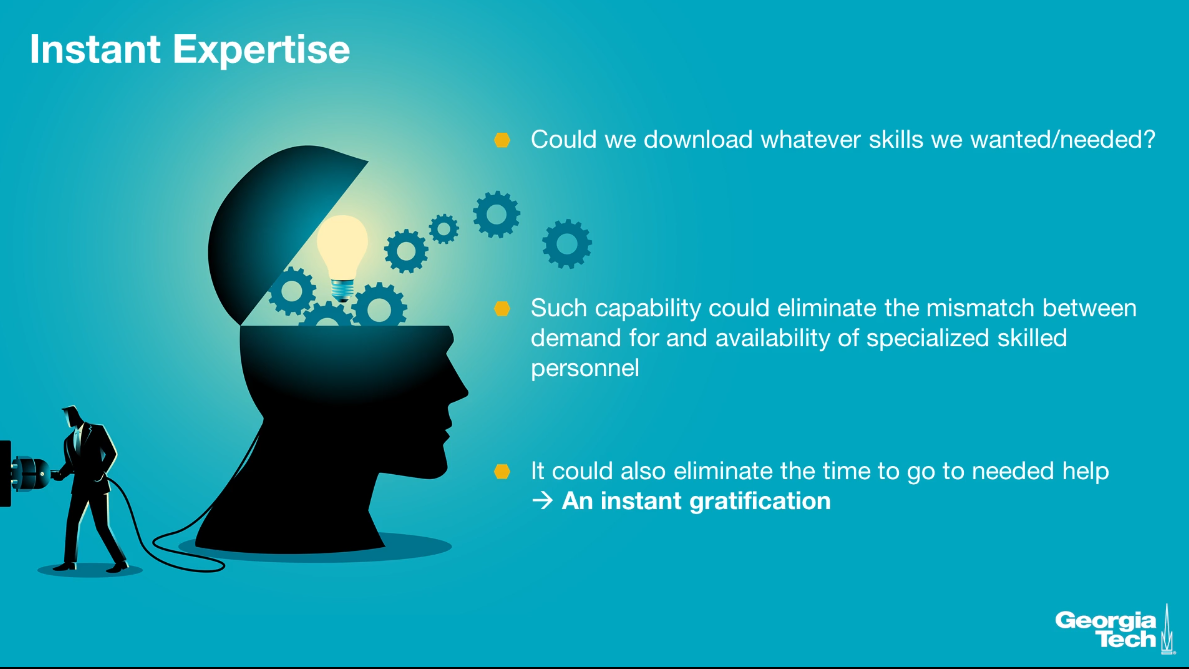 Instant Expertise
Could we download whatever skills we wanted/needed?
Such capability could eliminate the mismatch between
demand for and availability of specialized skilled
personnel
It could also eliminate the time to go to needed help
→ An instant gratification
Georgia
Tech